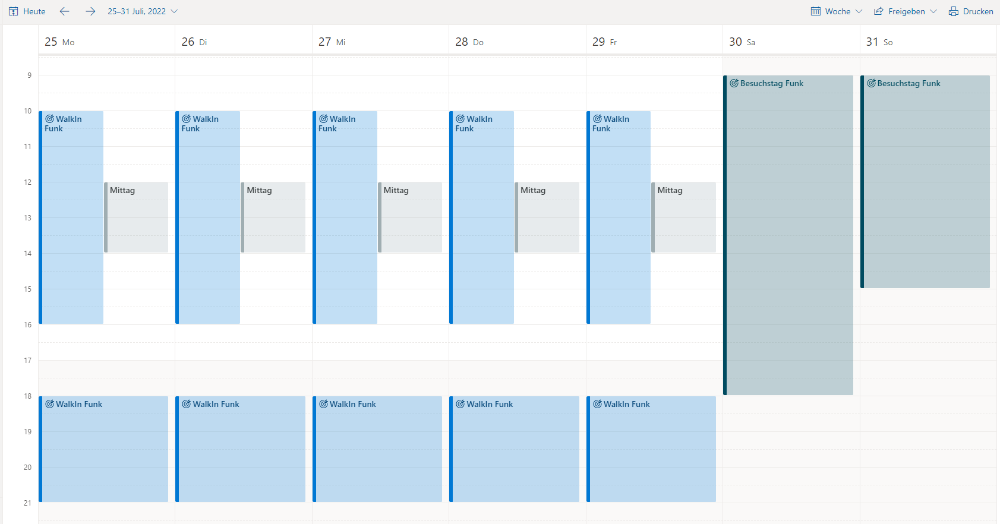 Heute 25–31 Juli, 2022 Woche Freigeben Drucken
25 Mo 26 Di 27 Mi 28 Do 29 Fr 30 Sa 31 So
9
Besuchstag Funk Besuchstag Funk
10
WalkIn WalkIn WalkIn WalkIn WalkIn
Funk Funk Funk Funk Funk
11
12
Mittag Mittag Mittag Mittag Mittag
13
14
15
16
17
18
WalkIn Funk WalkIn Funk WalkIn Funk WalkIn Funk WalkIn Funk
19
20
21